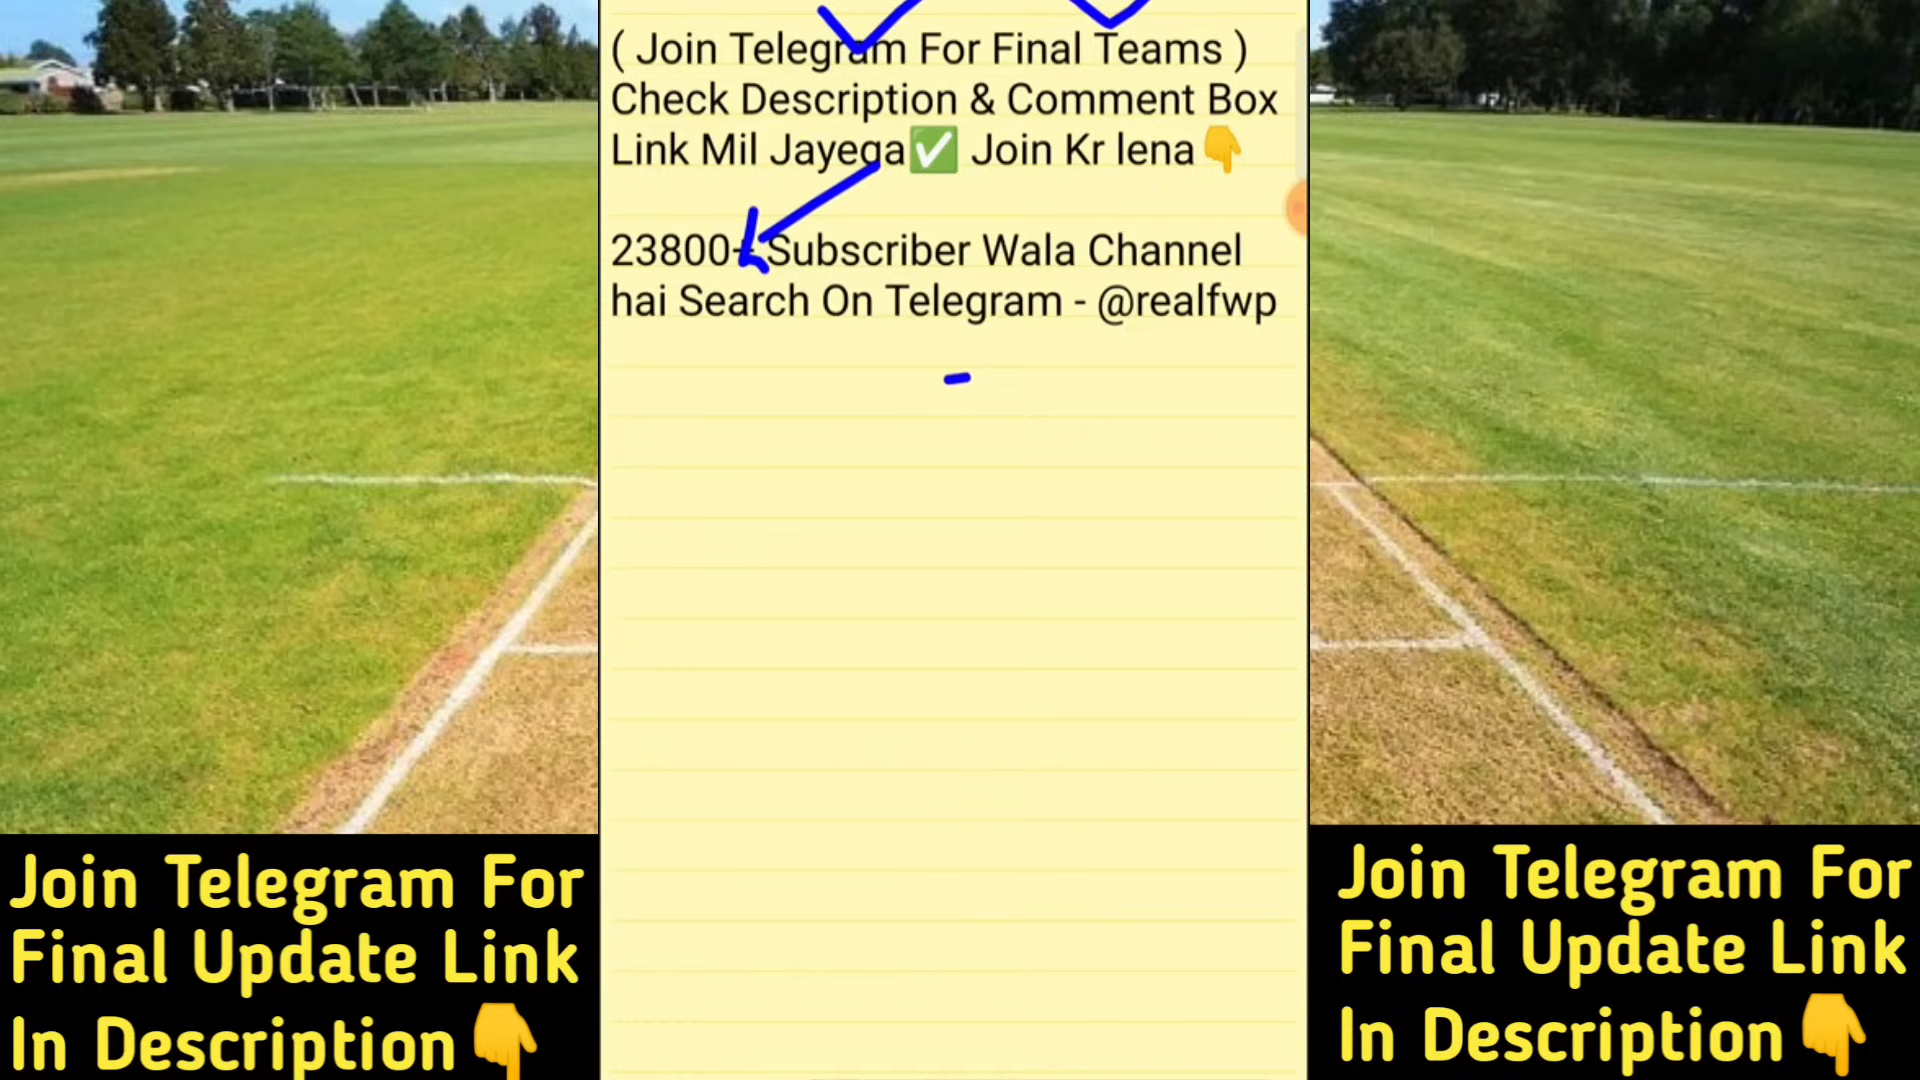 ( Join Telegram For Final Teams )
Check Description & Comment Box
Link Mil Jayega✅ Join Kr lena👇
23800+ Subscriber Wala Channel
hai Search On Telegram - @realfwp
Join Telegram For
Final Update Link
In Description👇
Join Telegram For
Final Update Link
In Description👇